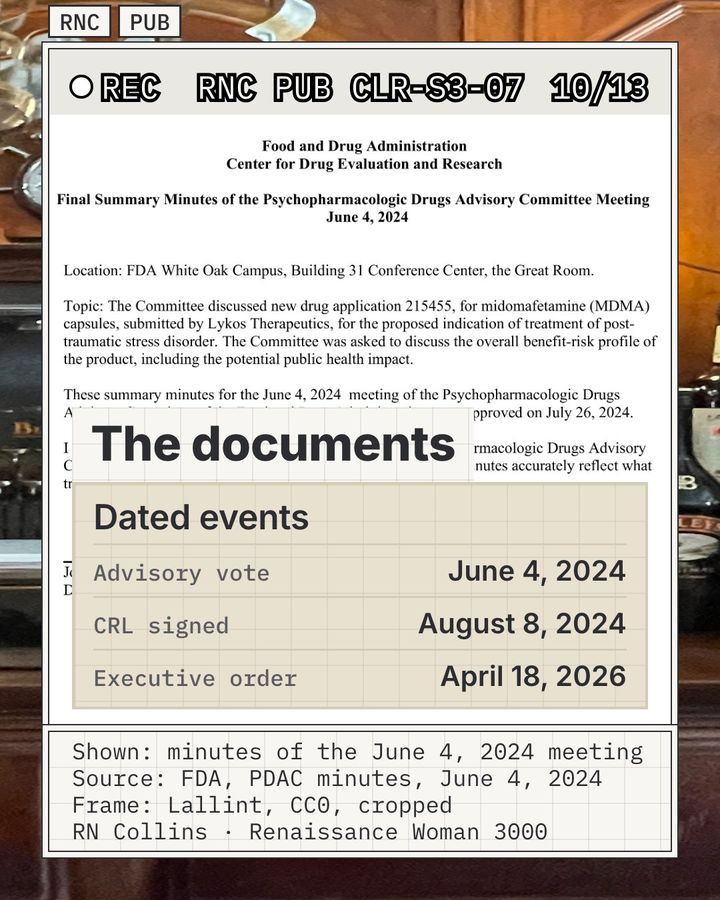 RNC PUB
REC RNC PUB CLR-S3-07 10/13
Food and Drug Administration
Center for Drug Evaluation and Research
Final Summary Minutes of the Psychopharmacologic Drugs Advisory Committee Meeting
June 4, 2024
Location: FDA White Oak Campus, Building 31 Conference Center, the Great Room.
Topic: The Committee discussed new drug application 215455, for midomafetamine (MDMA)
capsules, submitted by Lykos Therapeutics, for the proposed indication of treatment of post-
traumatic stress disorder. The Committee was asked to discuss the overall benefit-risk profile of
the product, including the potential public health impact.
These summary minutes for the June 4, 2024 meeting of the Psychopharmacologic Drugs
approved on July 26, 2024.
I
Drugs Advisory
accurately reflect what
The documents
Dated events
Advisory vote June 4, 2024
CRL signed August 8, 2024
Executive order April 18, 2026
Shown: minutes of the June 4, 2024 meeting
Source: FDA, PDAC minutes, June 4, 2024
Frame: Lallint, CC0, cropped
RN Collins · Renaissance Woman 3000